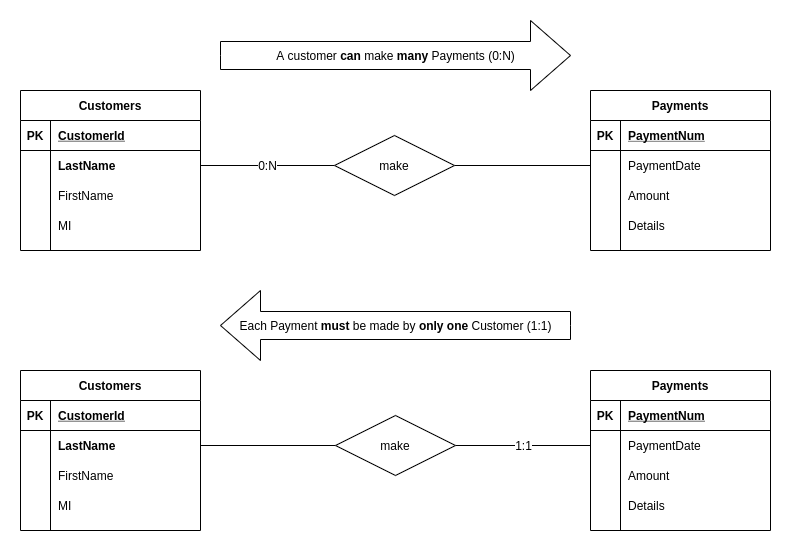 A customer can make many Payments (0:N)
Customers
PK CustomerId
LastName
FirstName
MI
0:N
make
Payments
PK PaymentNum
PaymentDate
Amount
Details
Each Payment must be made by only one Customer (1:1)
Customers
PK CustomerId
LastName
FirstName
MI
make
1:1
Payments
PK PaymentNum
PaymentDate
Amount
Details